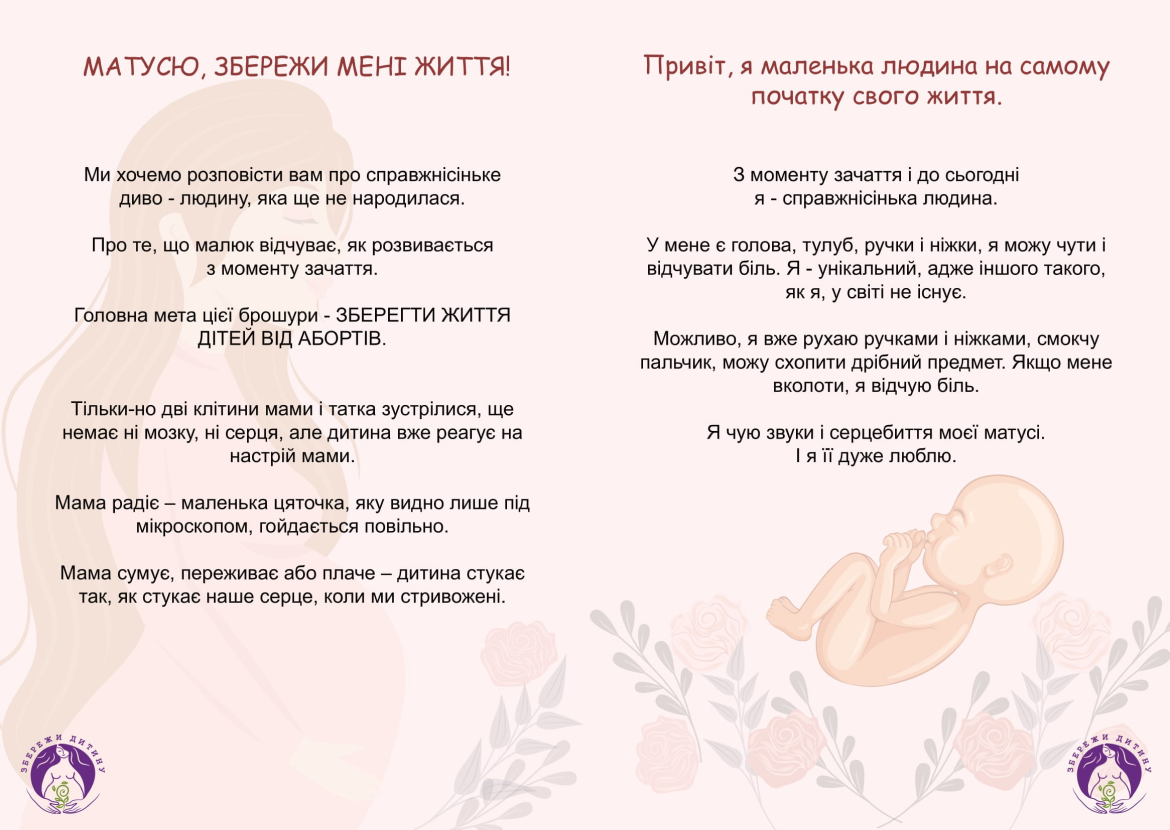 МАТУСЮ, ЗБЕРЕЖИ МЕНІ ЖИТТЯ!
Ми хочемо розповісти вам про справжнісіньке
диво - людину, яка ще не народилася.
Про те, що малюк відчуває, як розвивається
з моменту зачаття.
Головна мета цієї брошури - ЗБЕРЕГТИ ЖИТТЯ
ДІТЕЙ ВІД АБОРТІВ.
Тільки-но дві клітини мами і татка зустрілися, ще
немає ні мозку, ні серця, але дитина вже реагує на
настрій мами.
Мама радіє – маленька цяточка, яку видно лише під
мікроскопом, гойдається повільно.
Мама сумує, переживає або плаче – дитина стукає
так, як стукає наше серце, коли ми стривожені.
ЗБЕРЕЖИ ДИТИНУ
Привіт, я маленька людина на самому
початку свого життя.
З моменту зачаття і до сьогодні
я - справжнісінька людина.
У мене є голова, тулуб, ручки і ніжки, я можу чути і
відчувати біль. Я - унікальний, адже іншого такого,
як я, у світі не існує.
Можливо, я вже рухаю ручками і ніжками, смокчу
пальчик, можу схопити дрібний предмет. Якщо мене
вколоти, я відчую біль.
Я чую звуки і серцебиття моєї матусі.
І я її дуже люблю.
ЗБЕРЕЖИ ДИТИНУ